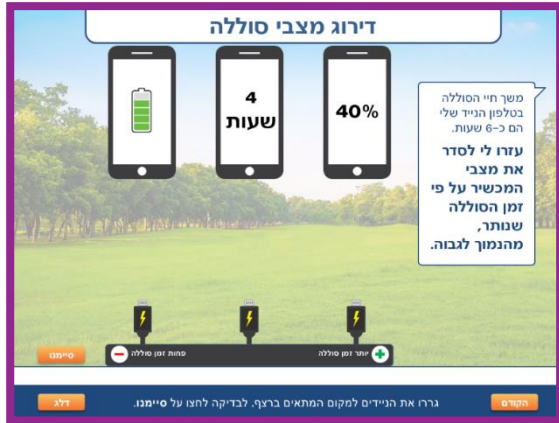 דירוג מצבי סוללה
40%
4
שעות
משך חיי הסוללה
בטלפון הנייד שלי
הם כ-6 שעות.
עזרו לי לסדר
את מצבי
המכשיר על פי
זמן הסוללה
שנותר,
מהנמוך לגבוה.
יותר זמן סוללה
פחות זמן סוללה
סיימנו
הקודם
גררו את הניידים למקום המתאים ברצף. לבדיקה לחצו על סיימנו.
דלג